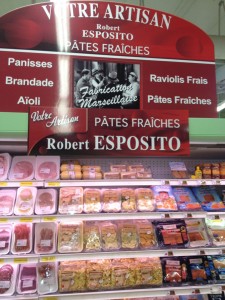 VOTRE ARTISAN
Robert
ESPOSITO
PÂTES FRAÎCHES
Panisses
Brandade
Aïoli
Fabrication
Marseillaise
Raviolis Frais
Pâtes Fraîches
Votre
Artisan
PÂTES FRAÎCHES
Robert ESPOSITO